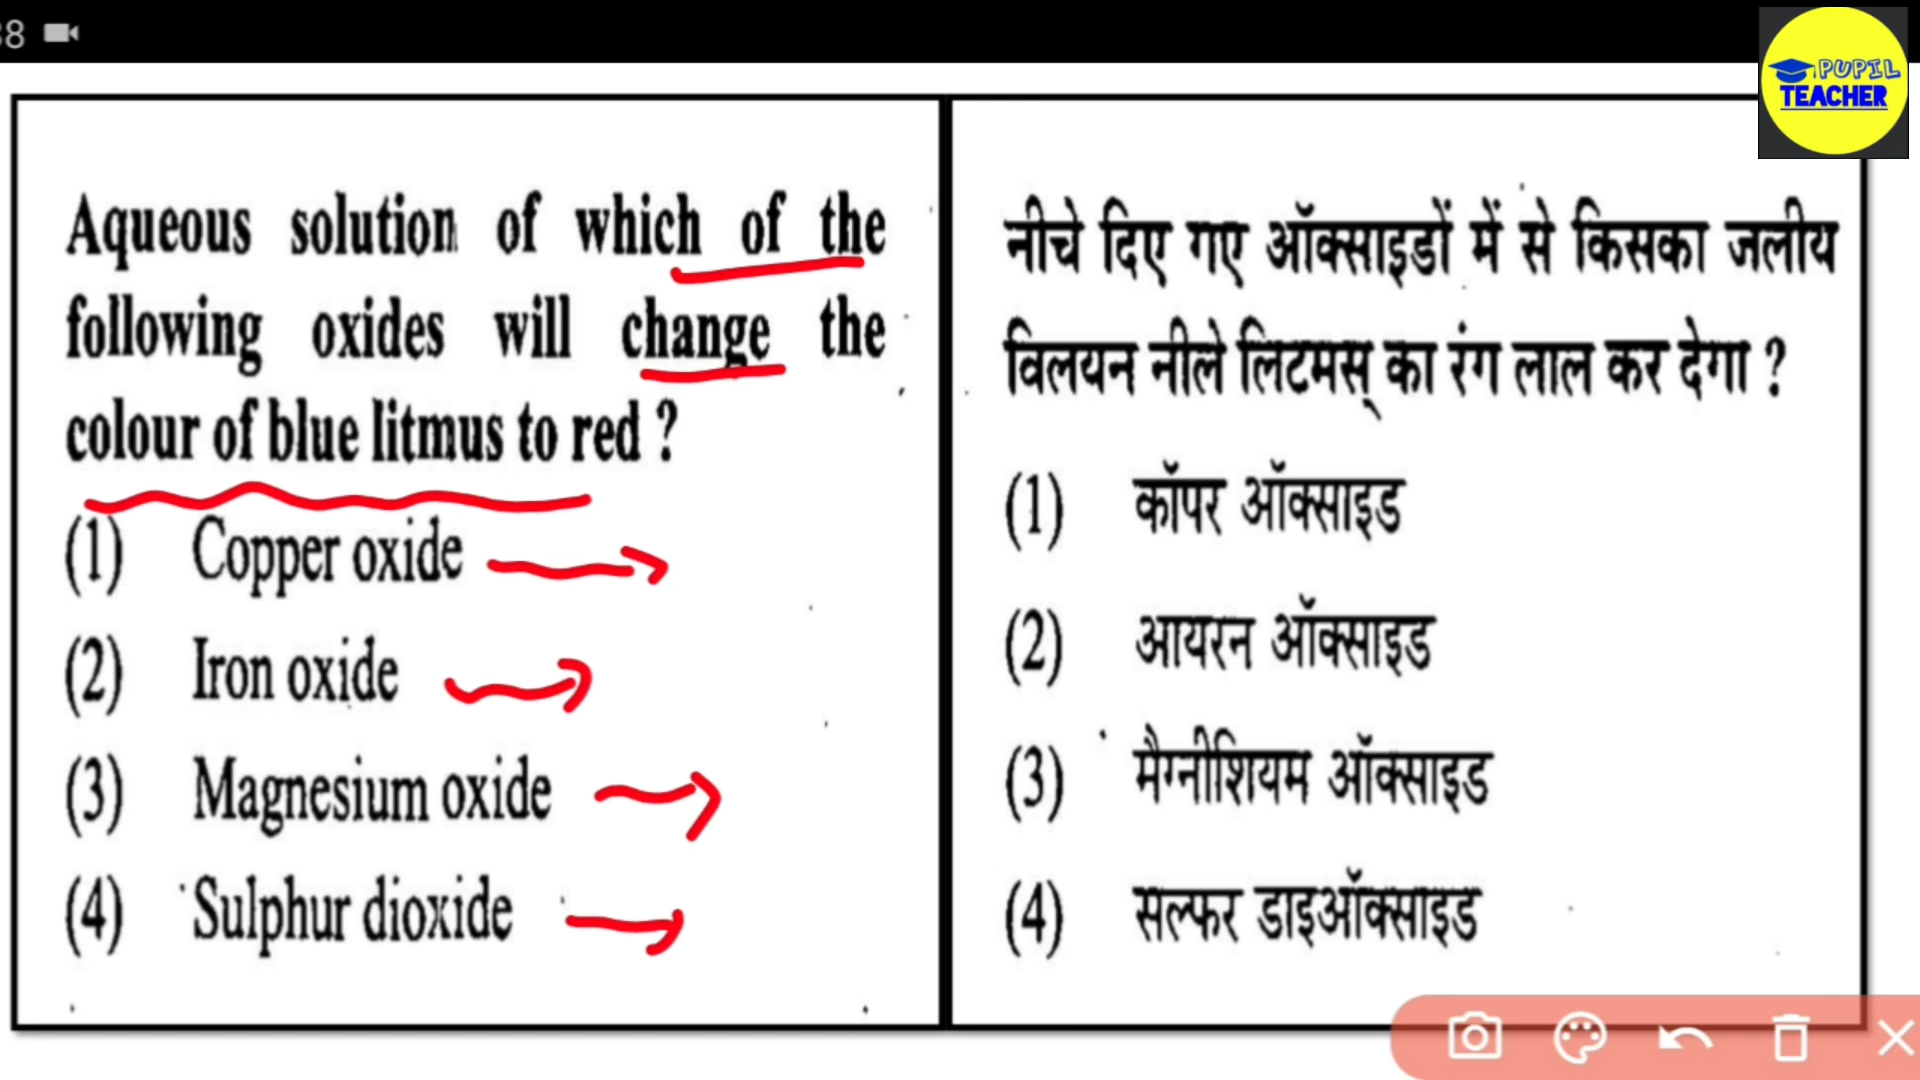 38
PUPIL
TEACHER
Aqueous solution of which of the
following oxides will change the
colour of blue litmus to red ?
(1) Copper oxide
(2) Iron oxide
(3) Magnesium oxide
(4) Sulphur dioxide
नीचे दिए गए ऑक्साइडों में से किसका जलीय
विलयन नीले लिटमस् का रंग लाल कर देगा ?
(1) कॉपर ऑक्साइड
(2) आयरन ऑक्साइड
(3) मैग्नीशियम ऑक्साइड
(4) सल्फर डाइऑक्साइड